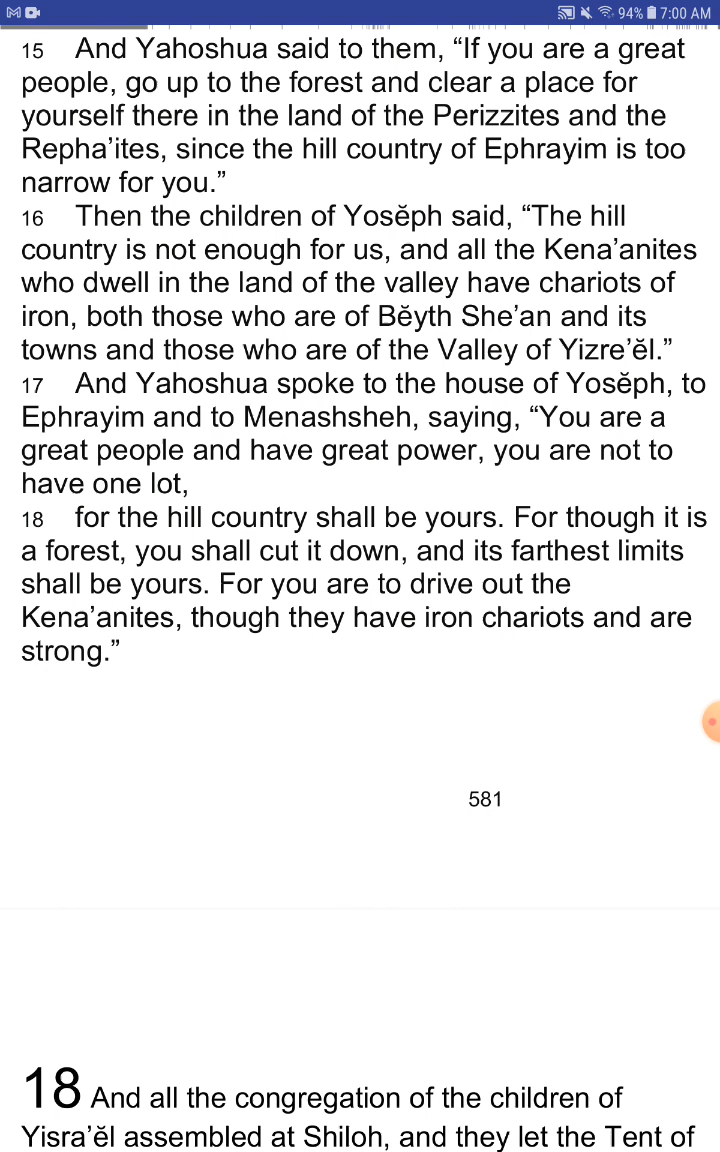 94% 7:00 AM
15 And Yahoshua said to them, “If you are a great
people, go up to the forest and clear a place for
yourself there in the land of the Perizzites and the
Repha’ites, since the hill country of Ephrayim is too
narrow for you.”
16 Then the children of Yosĕph said, “The hill
country is not enough for us, and all the Kena’anites
who dwell in the land of the valley have chariots of
iron, both those who are of Bĕyth She’an and its
towns and those who are of the Valley of Yizre’ĕl.”
17 And Yahoshua spoke to the house of Yosĕph, to
Ephrayim and to Menashsheh, saying, “You are a
great people and have great power, you are not to
have one lot,
18 for the hill country shall be yours. For though it is
a forest, you shall cut it down, and its farthest limits
shall be yours. For you are to drive out the
Kena’anites, though they have iron chariots and are
strong.”
581
18 And all the congregation of the children of
Yisra’ĕl assembled at Shiloh, and they let the Tent of